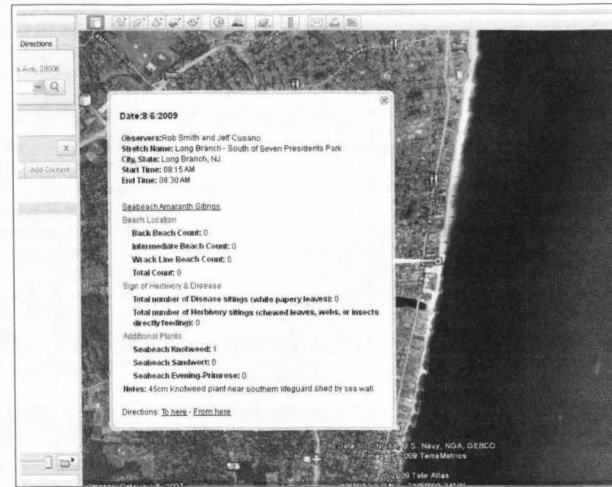 Directions
Add Content
Date:8/6/2009
Observers:Rob Smith and Jeff Cusano
Stretch Name: Long Branch - South of Seven Presidents Park
City, State: Long Branch, NJ
Start Time: 08:15 AM
End Time: 09:30 AM
Seabeach Amaranth Sitings
Beach Location
Back Beach Count: 0
Intermediate Beach Count: 0
Wrack Line Beach Count: 0
Total Count: 0
Sign of Herbivory & Disease
Total number of Disease sitings (white papery leaves): 0
Total number of Herbivory sitings (chewed leaves, webs, or insects
directly feeding): 0
Additional Plants
Seabeach Knotweed: 1
Seabeach Sandwort: 0
Seabeach Evening-Primrose: 0
Notes: 45cm Knotweed plant near southern lifeguard shed by sea wall.
Directions: To here - From here
U.S. Navy, NGA, GEBCO
TerraMetrics
2009 Tele Atlas